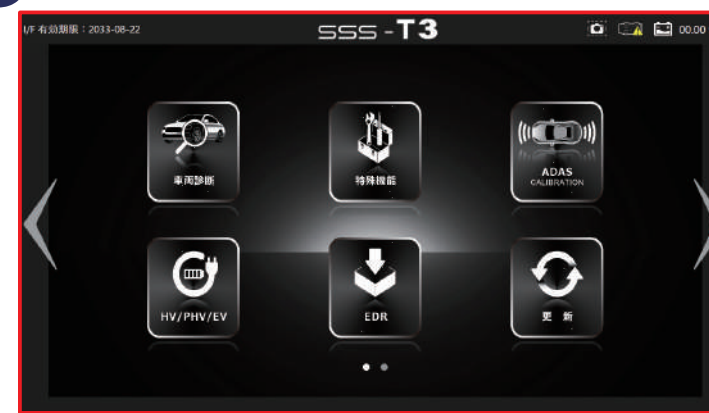 I/F 有効期限：2033-08-22
SSS-T3
00.00
車両診断
特殊機能
ADAS
CALIBRATION
HV/PHV/EV
EDR
更 新